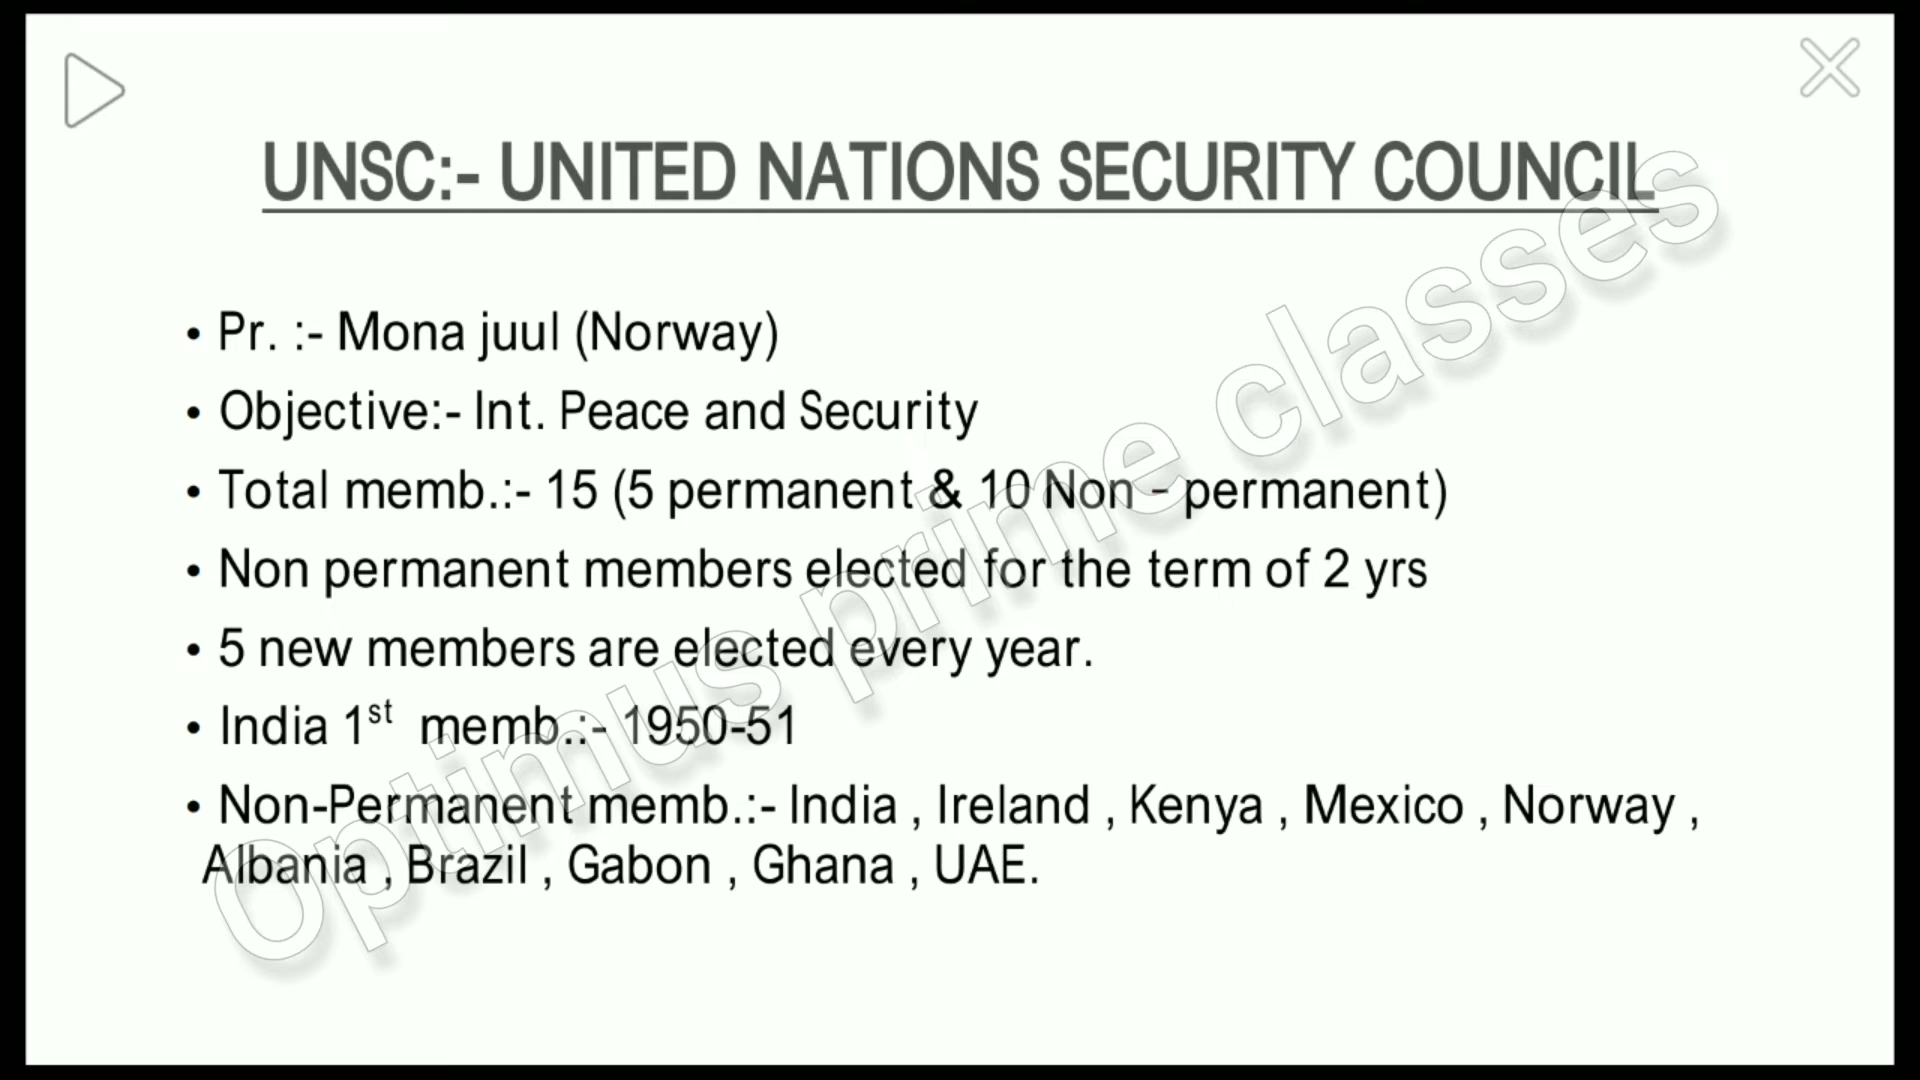 UNSC:- UNITED NATIONS SECURITY COUNCIL
• Pr. :- Mona juul (Norway)
• Objective:- Int. Peace and Security
• Total memb.:- 15 (5 permanent & 10 Non - permanent)
• Non permanent members elected for the term of 2 yrs
• 5 new members are elected every year.
• India 1st memb.:- 1950-51
• Non-Permanent memb.:- India , Ireland , Kenya , Mexico , Norway ,
Albania , Brazil , Gabon , Ghana , UAE.
Optimus prime classes